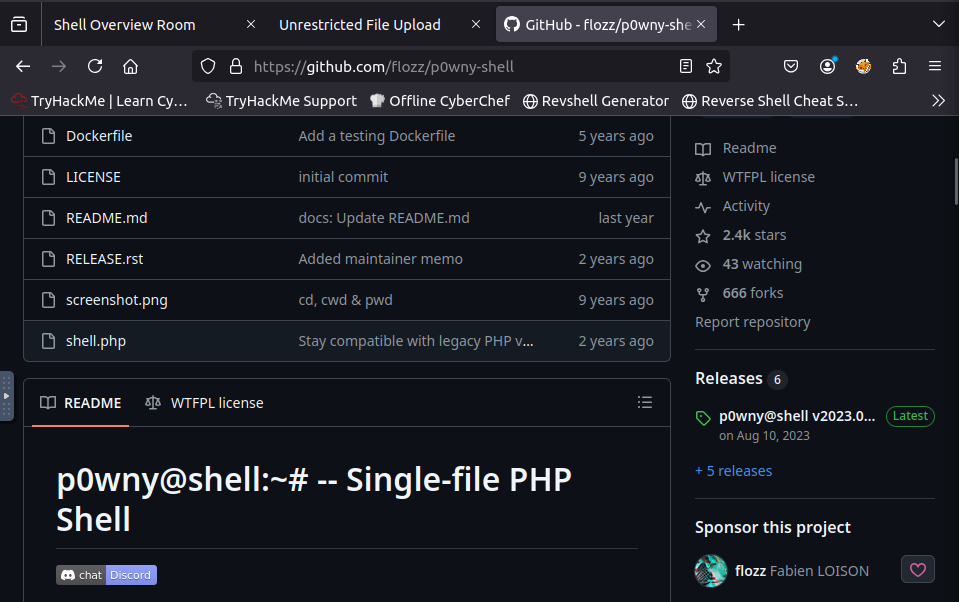 Shell Overview Room
Unrestricted File Upload
GitHub - flozz/p0wny-she
https://github.com/flozz/p0wny-shell
TryHackMe | Learn Cy… TryHackMe Support Offline CyberChef Revshell Generator Reverse Shell Cheat S…
Dockerfile Add a testing Dockerfile 5 years ago
LICENSE initial commit 9 years ago
README.md docs: Update README.md last year
RELEASE.rst Added maintainer memo 2 years ago
screenshot.png cd, cwd & pwd 9 years ago
shell.php Stay compatible with legacy PHP v... 2 years ago
README WTFPL license
p0wny@shell:~# -- Single-file PHP
Shell
chat Discord
Readme
WTFPL license
Activity
2.4k stars
43 watching
666 forks
Report repository
Releases 6
p0wny@shell v2023.0... Latest
on Aug 10, 2023
+ 5 releases
Sponsor this project
flozz Fabien LOISON